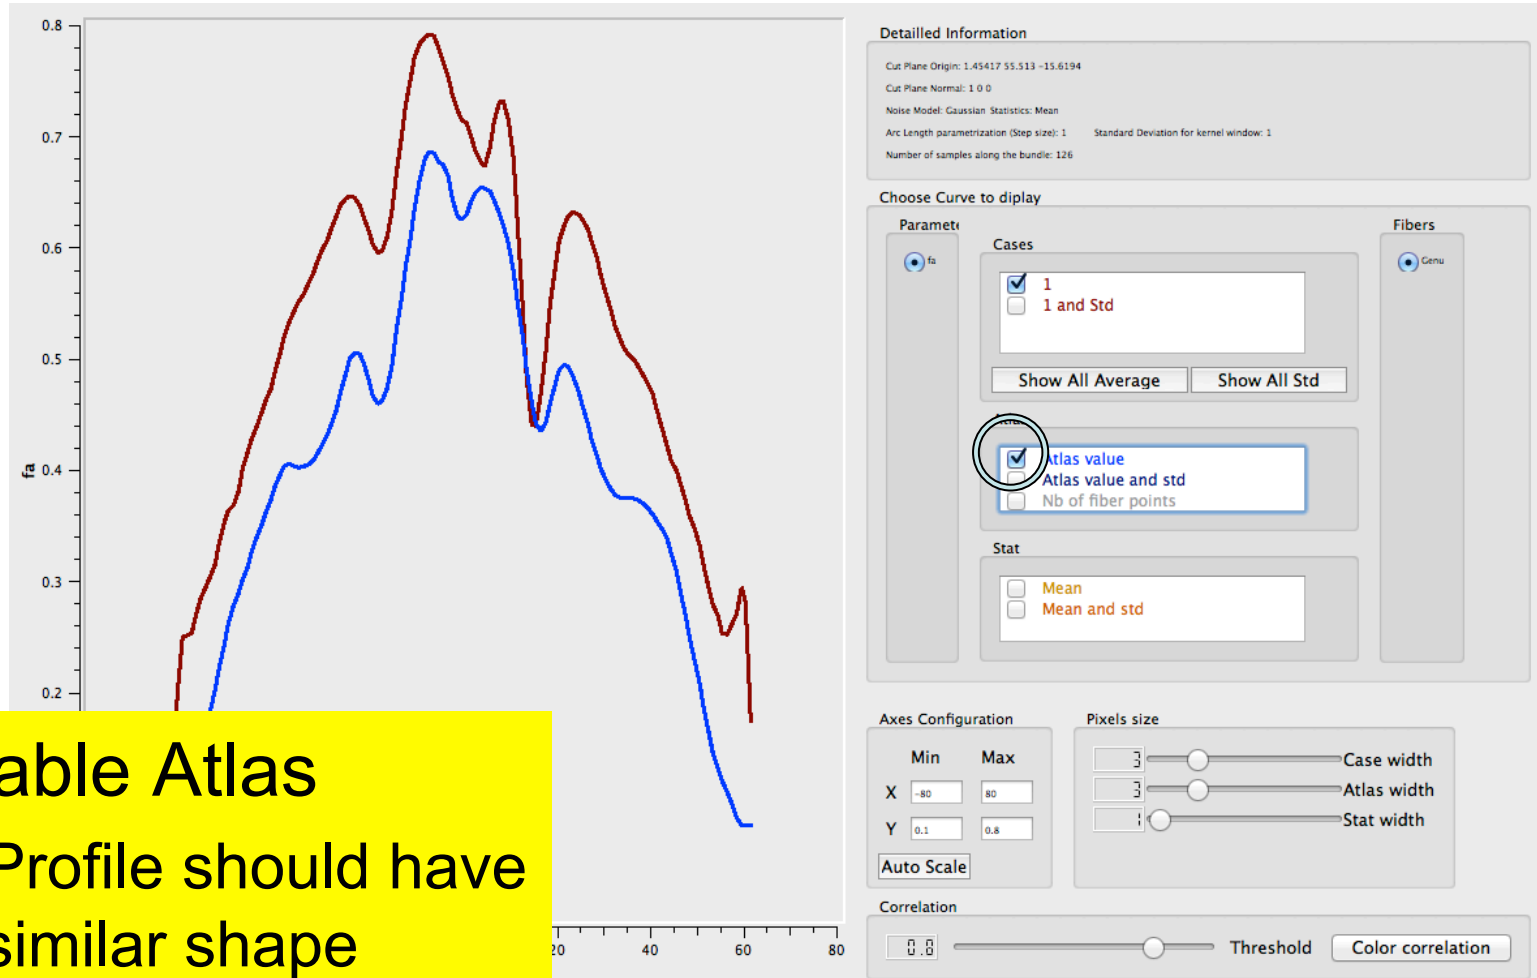 0.8
0.7
0.6
0.5
fa
0.4
0.3
0.2
able Atlas
Profile should have
similar shape
20 40 60 80
Detailled Information
Cut Plane Origin: 1.45417 55.513 -15.6194
Cut Plane Normal: 1 0 0
Noise Model: Gaussian Statistics: Mean
Arc Length parametrization (Step size): 1 Standard Deviation for kernel window: 1
Number of samples along the bundle: 126
Choose Curve to diplay
Paramete
fa
Cases
1
1 and Std
Show All Average Show All Std
Atlas value
Atlas value and std
Nb of fiber points
Stat
Mean
Mean and std
Fibers
Genu
Axes Configuration
Min Max
X -80 80
Y 0.1 0.8
Auto Scale
Pixels size
3 Case width
3 Atlas width
1 Stat width
Correlation
0.8 Threshold Color correlation